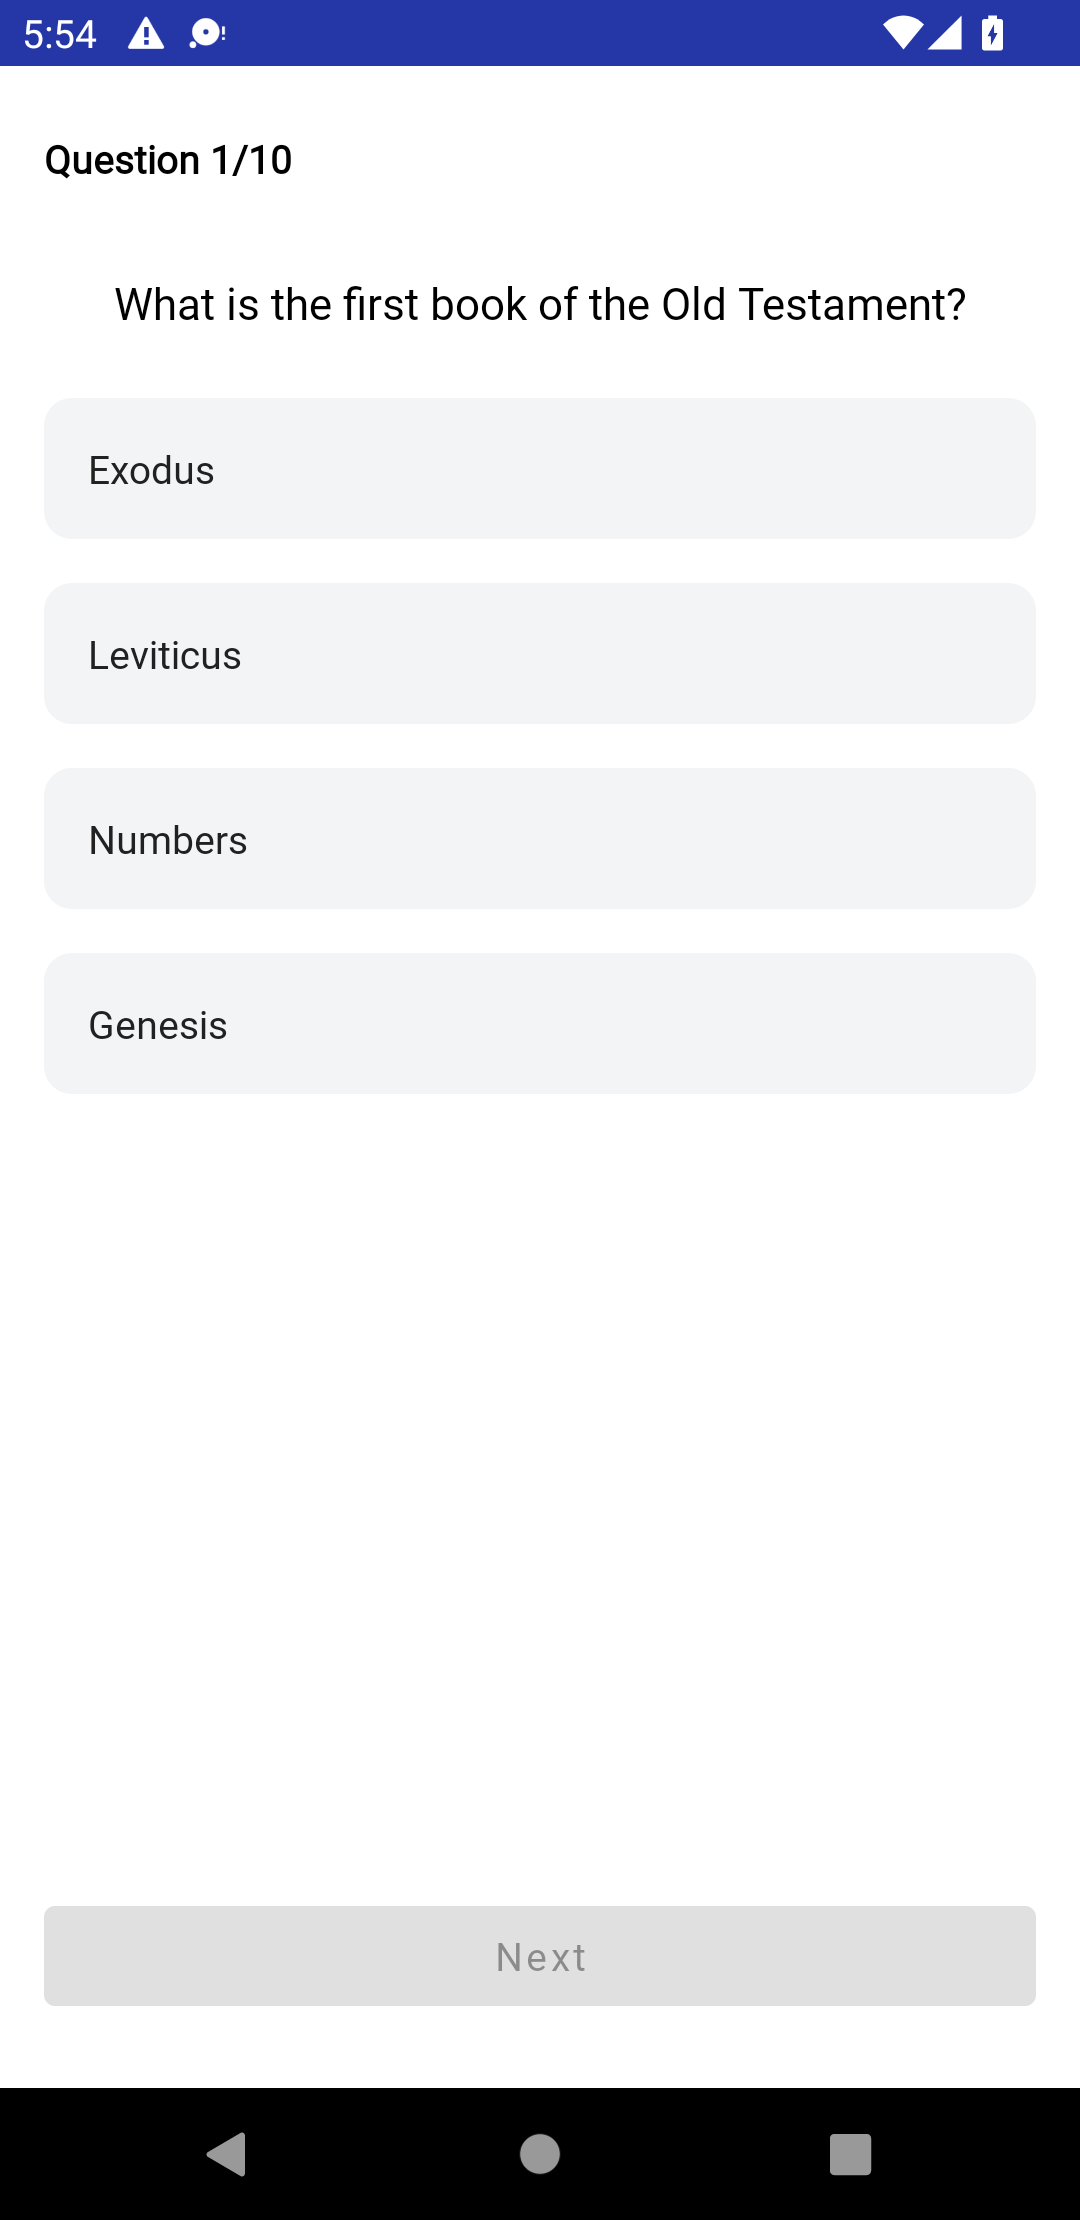 5:54
Question 1/10
What is the first book of the Old Testament?
Exodus
Leviticus
Numbers
Genesis
Next